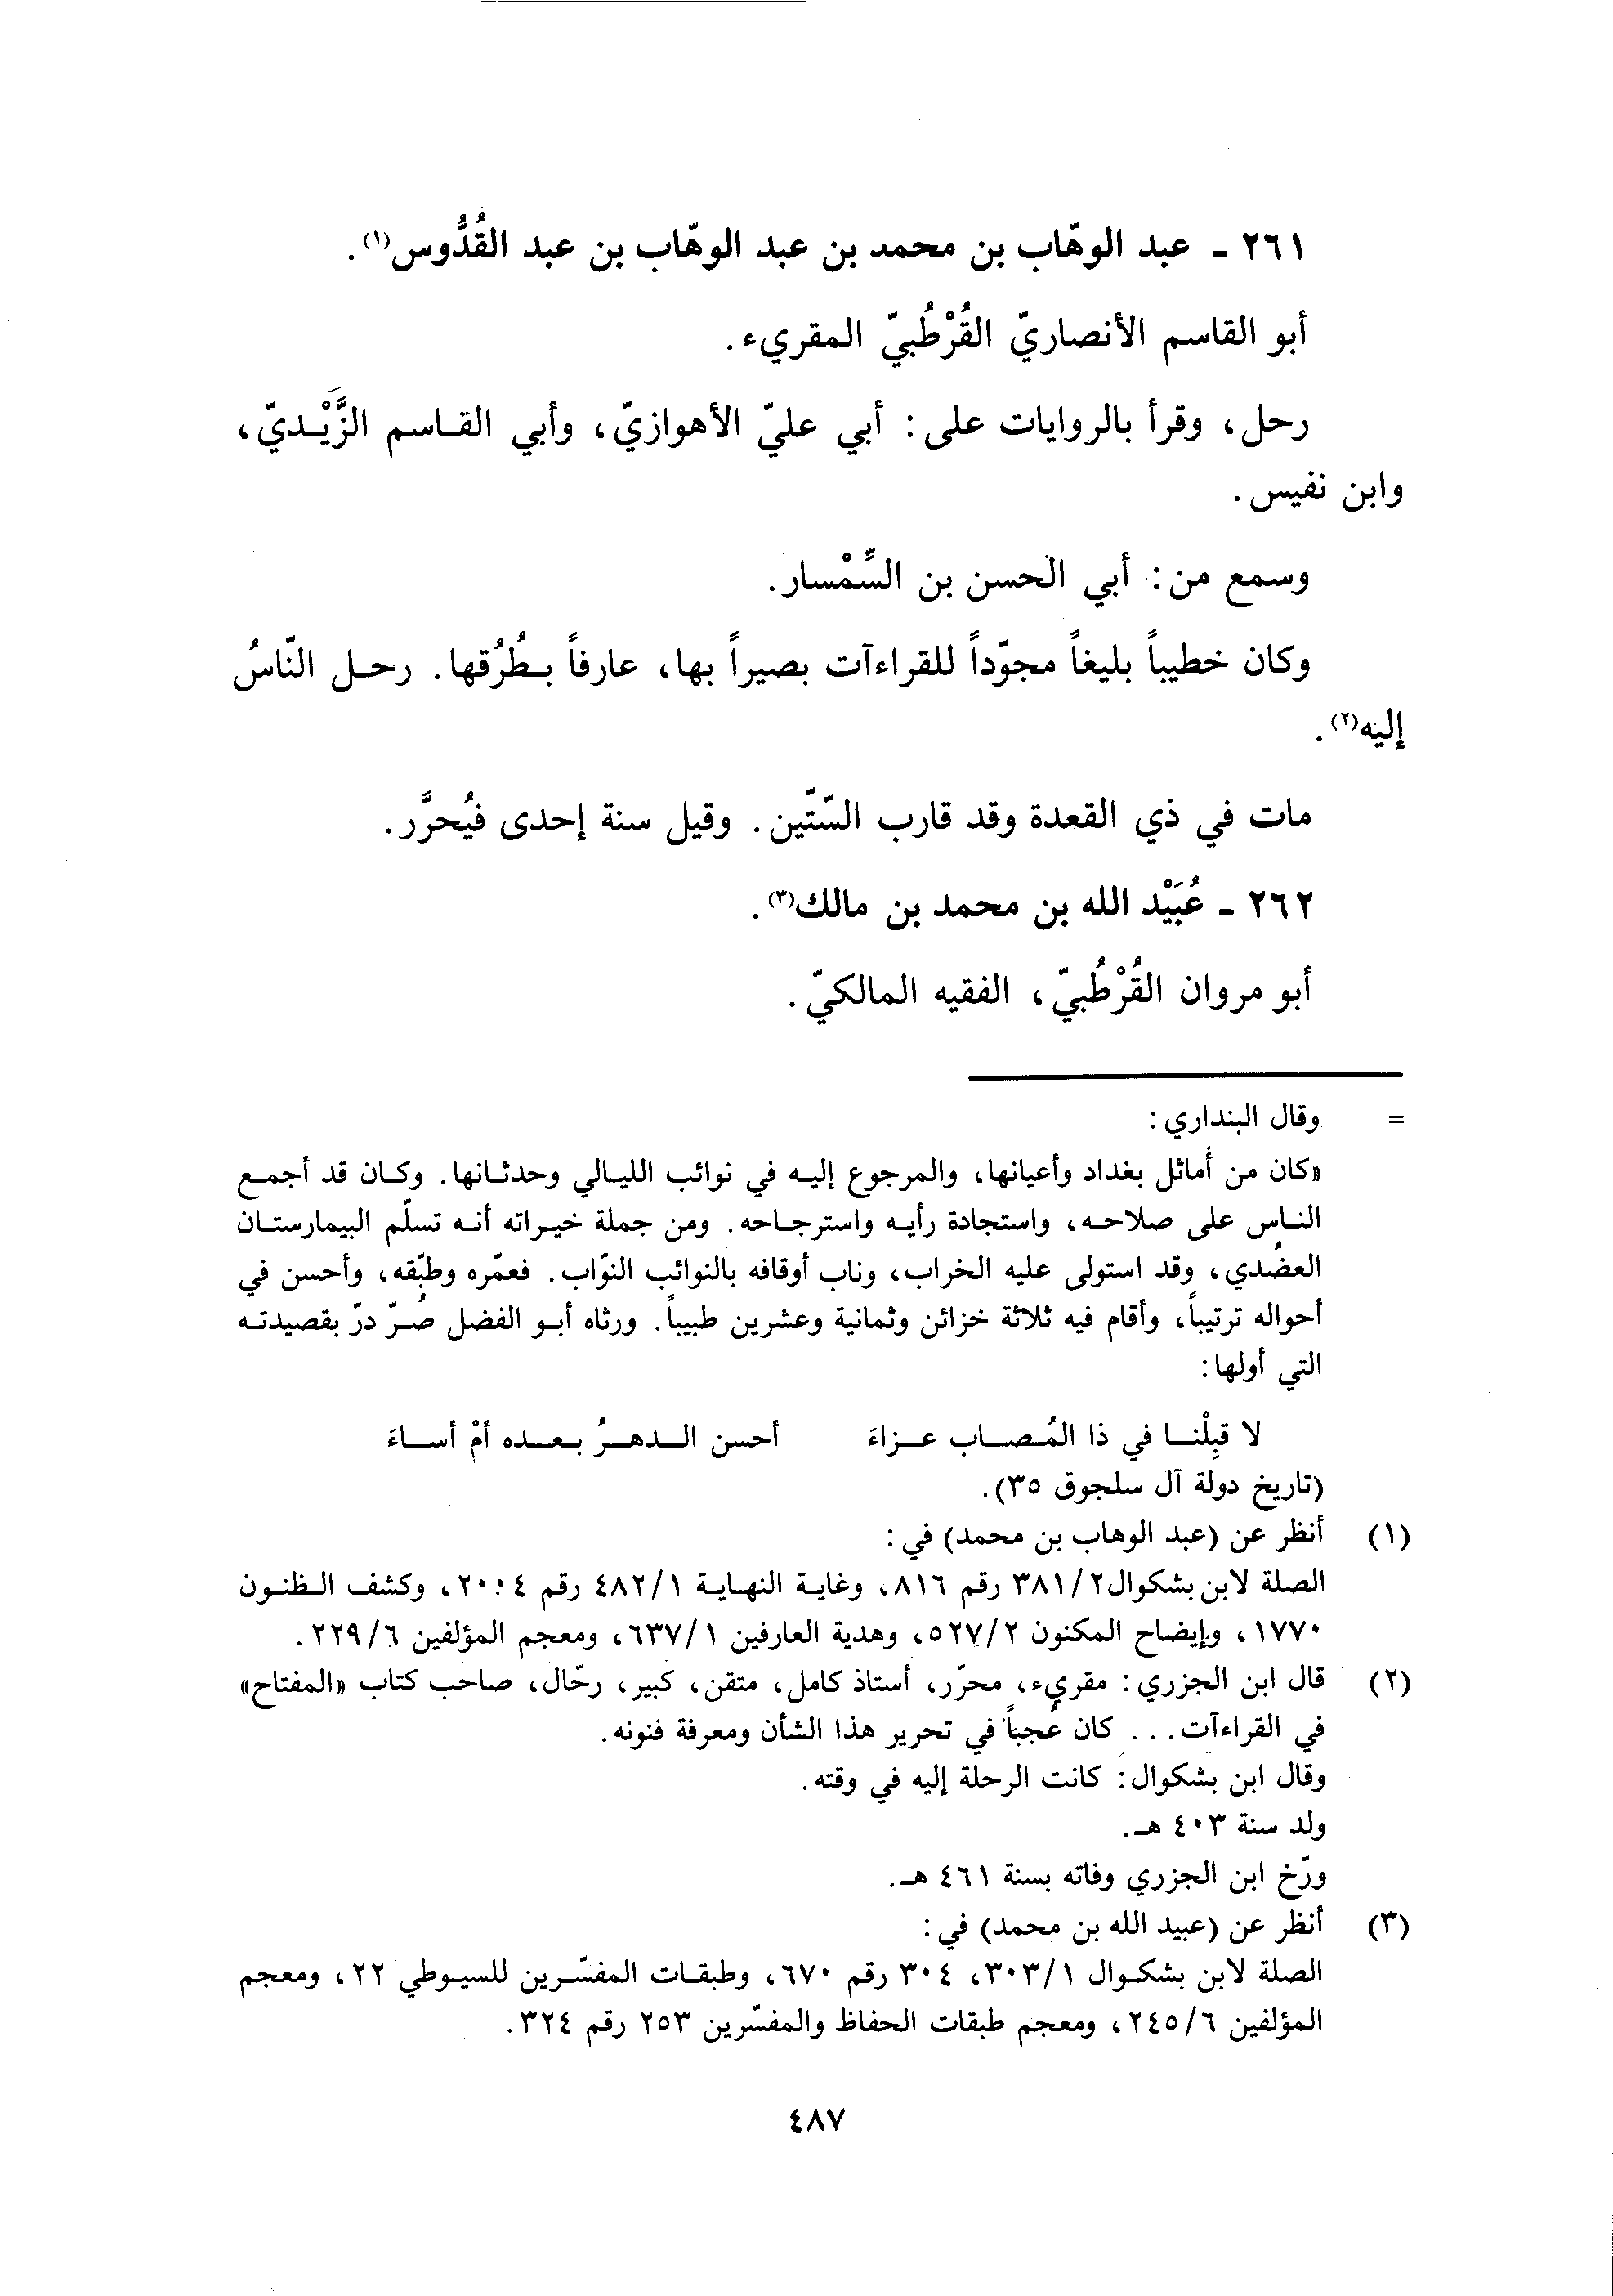 ٢٦١ ـ عبد الوهّاب بن محمد بن عبد الوهّاب بن عبد القُدُّوس(١).
أبو القاسم الأنصاريّ القُرْطُبيّ المقريء.
رحل، وقرأ بالروايات على: أبي عليّ الأهوازيّ، وأبي القاسم الزَّيْديّ،
وابن نفيس.
وسمع من: أبي الحسن بن السِّمْسار.
وكان خطيباً بليغاً مجوّداً للقراءآت بصيراً بها، عارفاً بطُرُقها. رحل النّاسُ
إليه(٢).
مات في ذي القعدة وقد قارب السّتّين. وقيل سنة إحدى فيُحرَّر.
٢٦٢ ـ عُبَيْد الله بن محمد بن مالك(٣).
أبو مروان القُرْطُبيّ، الفقيه المالكيّ.
= وقال البنداري:
«كان من أماثل بغداد وأعيانها، والمرجوع إليه في نوائب الليالي وحدثانها. وكان قد أجمع
الناس على صلاحه، واستجادة رأيه واسترجاحه. ومن جملة خيراته أنه تسلّم البيمارستان
العضُدي، وقد استولى عليه الخراب، وناب أوقافه بالنوائب النوّاب. فعمّره وطبّقه، وأحسن في
أحواله ترتيباً، وأقام فيه ثلاثة خزائن وثمانية وعشرين طبيباً. ورثاه أبو الفضل صُرّ درّ بقصيدته
التي أولها:
لا قبِلْنا في ذا المُصاب عزاءَ أحسن الدهرُ بعده أمْ أساءَ
(تاريخ دولة آل سلجوق ٣٥).
(١) أنظر عن (عبد الوهاب بن محمد) في:
الصلة لابن بشكوال ٣٨١/٢ رقم ٨١٦، وغاية النهاية ٤٨٢/١ رقم ٢٠٠٤، وكشف الظنون
١٧٧٠، وإيضاح المكنون ٥٢٧/٢، وهدية العارفين ٦٣٧/١، ومعجم المؤلفين ٢٢٩/٦.
(٢) قال ابن الجزري: مقريء، محرّر، أستاذ كامل، متقن، كبير، رحّال، صاحب كتاب «المفتاح»
في القراءآت... كان عُجباً في تحرير هذا الشأن ومعرفة فنونه.
وقال ابن بشكوال: كانت الرحلة إليه في وقته.
ولد سنة ٤٠٣ هـ.
ورّخ ابن الجزري وفاته بسنة ٤٦١ هـ.
(٣) أنظر عن (عبيد الله بن محمد) في:
الصلة لابن بشكوال ٣٠٣/١، ٣٠٤ رقم ٦٧٠، وطبقات المفسّرين للسيوطي ٢٢، ومعجم
المؤلفين ٢٤٥/٦، ومعجم طبقات الحفاظ والمفسّرين ٢٥٣ رقم ٣٢٤.
٤٨٧